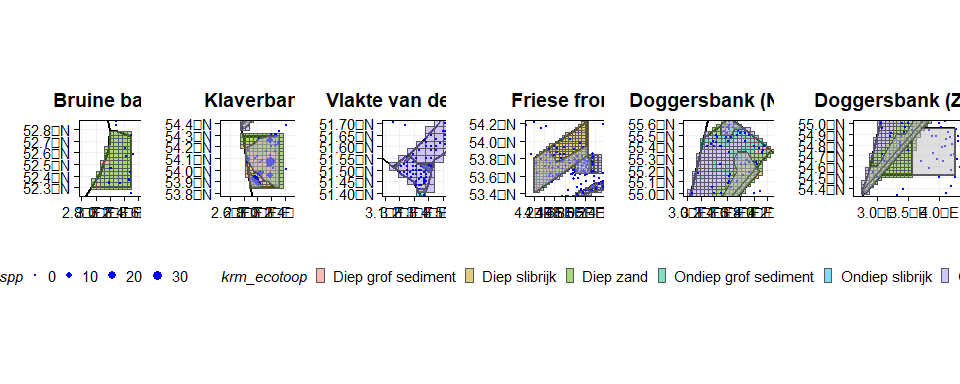 Bruine ba
Klaverban
Vlakte van de
Friese fron
Doggersbank (N
Doggersbank (Z
52.8▯N
52.7▯N
52.6▯N
52.5▯N
52.4▯N
52.3▯N
54.4▯N
54.3▯N
54.2▯N
54.1▯N
54.0▯N
53.9▯N
53.8▯N
51.70▯N
51.65▯N
51.60▯N
51.55▯N
51.50▯N
51.45▯N
51.40▯N
54.2▯N
54.0▯N
53.8▯N
53.6▯N
53.4▯N
55.6▯N
55.5▯N
55.4▯N
55.3▯N
55.2▯N
55.1▯N
55.0▯N
55.0▯N
54.9▯N
54.8▯N
54.7▯N
54.6▯N
54.5▯N
54.4▯N
3.0▯E
3.5▯E
4.0▯E
spp 0 10 20 30
krm_ecotoop Diep grof sediment Diep slibrijk Diep zand Ondiep grof sediment Ondiep slibrijk